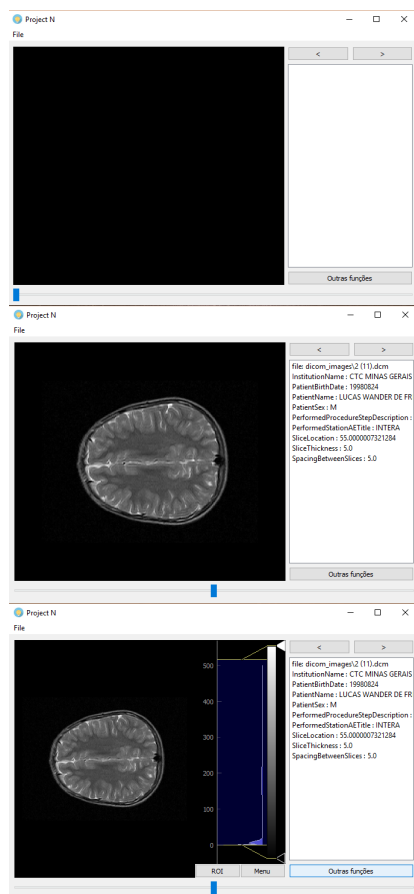 Project N
File
< >
Outras funções
Project N
File
< >
file: dicom_images\2 (11).dcm
InstitutionName : CTC MINAS GERAIS
PatientBirthDate : 19980824
PatientName : LUCAS WANDER DE FR
PatientSex : M
PerformedProcedureStepDescription :
PerformedStationAETitle : INTERA
SliceLocation : 55.0000007321284
SliceThickness : 5.0
SpacingBetweenSlices : 5.0
Outras funções
Project N
File
< >
file: dicom_images\2 (11).dcm
InstitutionName : CTC MINAS GERAIS
PatientBirthDate : 19980824
PatientName : LUCAS WANDER DE FR
PatientSex : M
PerformedProcedureStepDescription :
PerformedStationAETitle : INTERA
SliceLocation : 55.0000007321284
SliceThickness : 5.0
SpacingBetweenSlices : 5.0
500
400
300
200
100
0
ROI Menu
Outras funções